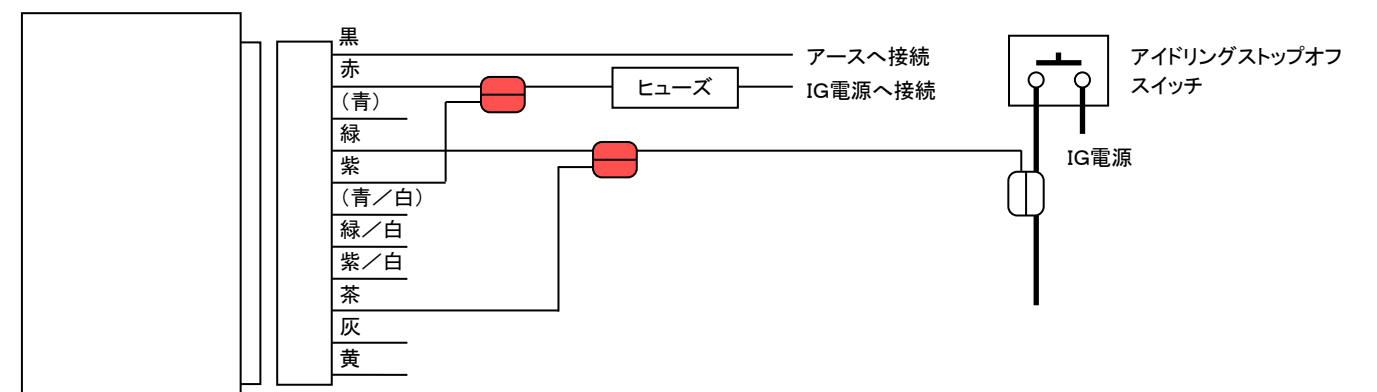 黒
アースへ接続
赤
ヒューズ
IG電源へ接続
(青)
緑
紫
(青／白)
緑／白
紫／白
茶
灰
黄
アイドリングストップオフ
スイッチ
IG電源